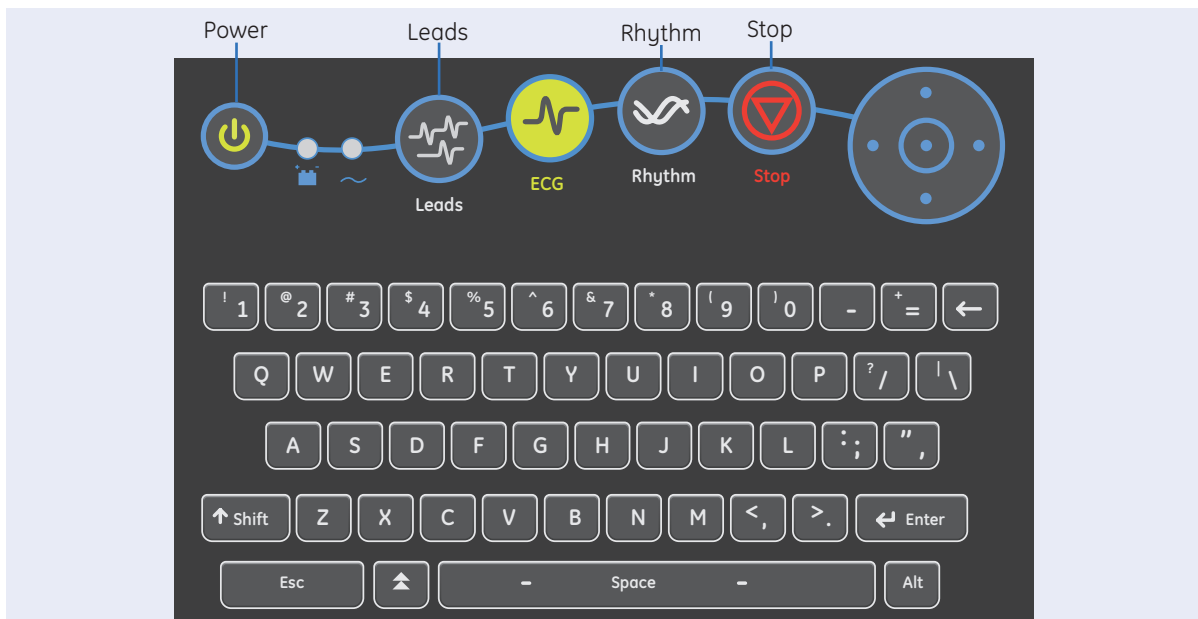 Power Leads Rhythm Stop
Leads ECG Rhythm Stop
! 1 @ 2 # 3 $ 4 % 5 ^ 6 & 7 * 8 ( 9 ) 0 - + = ←
Q W E R T Y U I O P ? / | \
A S D F G H J K L : ; " ,
↑ Shift Z X C V B N M < , > . ↵ Enter
Esc - Space - Alt